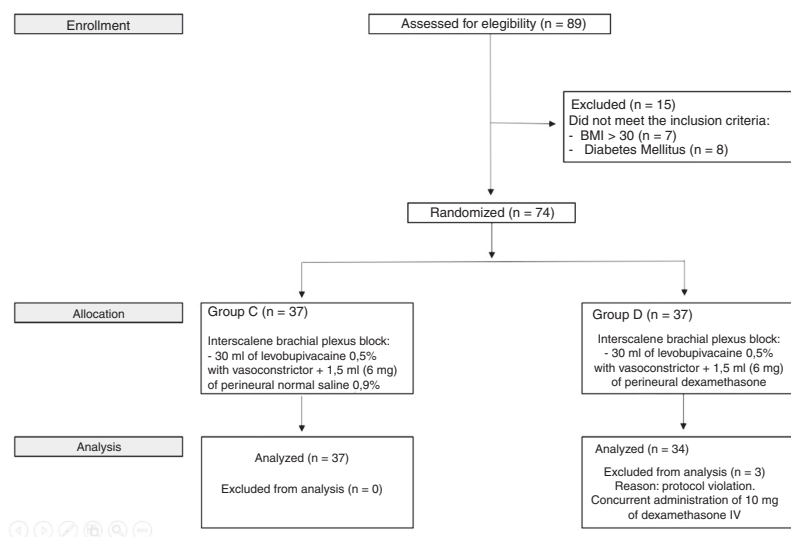 Enrollment
Assessed for elegibility (n = 89)
Excluded (n = 15)
Did not meet the inclusion criteria:
- BMI > 30 (n = 7)
- Diabetes Mellitus (n = 8)
Randomized (n = 74)
Allocation
Group C (n = 37)
Interscalene brachial plexus block:
- 30 ml of levobupivacaine 0,5%
with vasoconstrictor + 1,5 ml (6 mg)
of perineural normal saline 0,9%
Group D (n = 37)
Interscalene brachial plexus block:
- 30 ml of levobupivacaine 0,5%
with vasoconstrictor + 1,5 ml (6 mg)
of perineural dexamethasone
Analysis
Analyzed (n = 37)
Excluded from analysis (n = 0)
Analyzed (n = 34)
Excluded from analysis (n = 3)
Reason: protocol violation.
Concurrent administration of 10 mg
of dexamethasone IV